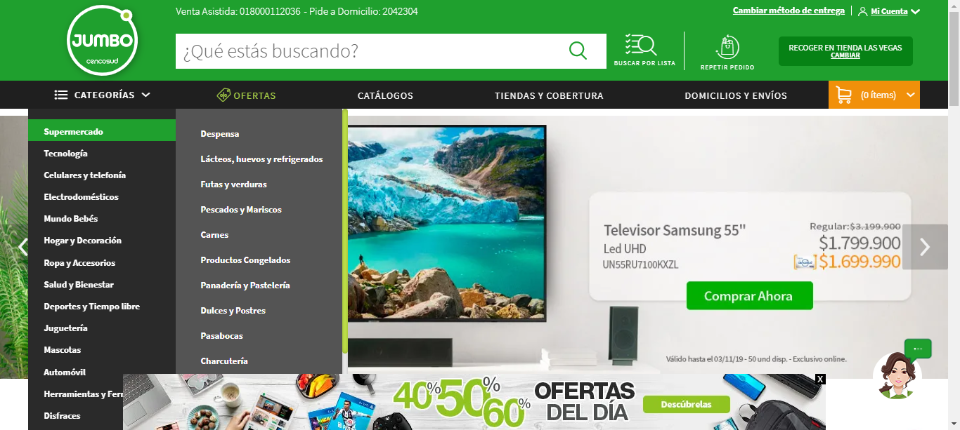 Venta Asistida: 018000112036 - Pide a Domicilio: 2042304
Cambiar método de entrega
Mi Cuenta
JUMBO
cencosud
¿Qué estás buscando?
BUSCAR POR LISTA
REPETIR PEDIDO
RECOGER EN TIENDA LAS VEGAS
CAMBIAR
CATEGORÍAS
OFERTAS
CATÁLOGOS
TIENDAS Y COBERTURA
DOMICILIOS Y ENVÍOS
(0 ítems)
Supermercado
Tecnología
Celulares y telefonía
Electrodomésticos
Mundo Bebés
Hogar y Decoración
Ropa y Accesorios
Salud y Bienestar
Deportes y Tiempo libre
Juguetería
Mascotas
Automóvil
Herramientas y Ferr
Disfraces
Despensa
Lácteos, huevos y refrigerados
Futas y verduras
Pescados y Mariscos
Carnes
Productos Congelados
Panadería y Pastelería
Dulces y Postres
Pasabocas
Charcutería
Televisor Samsung 55"
Led UHD
UN55RU7100KXZL
Regular:$3.199.900
$1.799.900
$1.699.990
Comprar Ahora
Válido hasta el 03/11/19 - 50 und disp. - Exclusivo online.
40% 50% 60%
OFERTAS
DEL DÍA
Descúbrelas
X